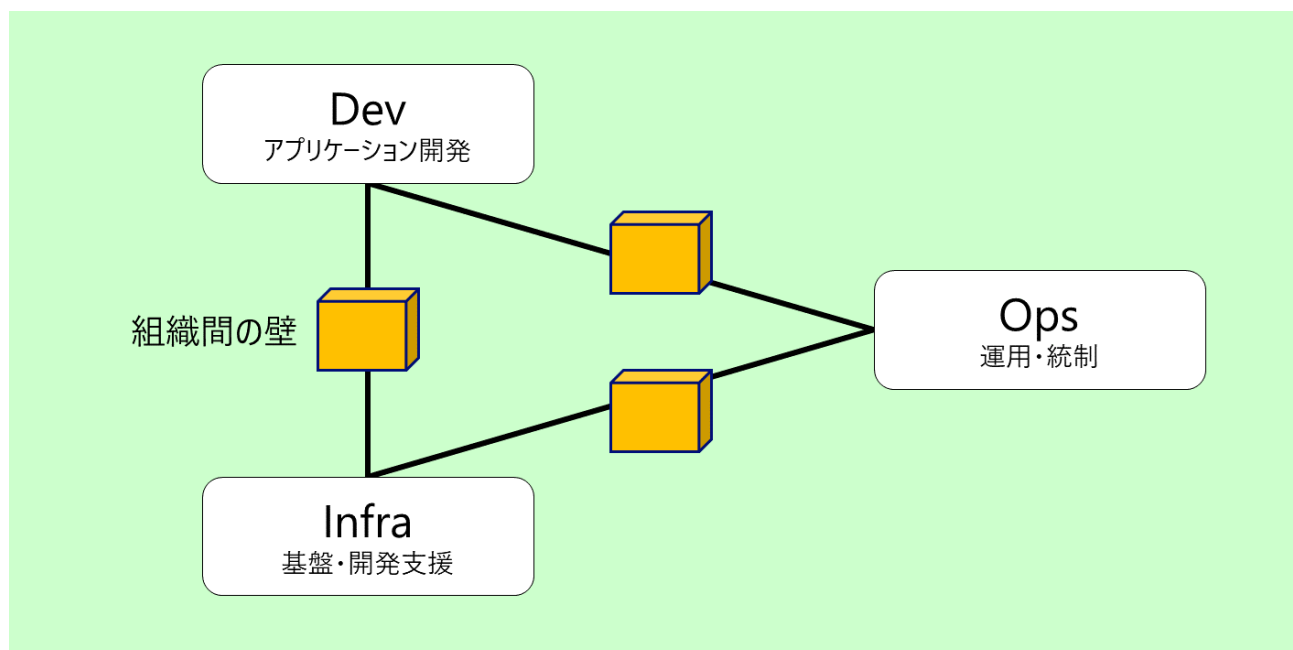 Dev
アプリケーション開発
組織間の壁
Ops
運用・統制
Infra
基盤・開発支援